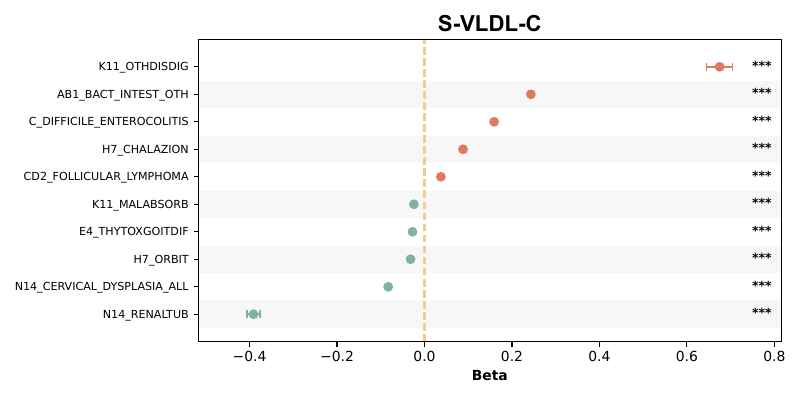 S-VLDL-C
K11_OTHDISDIG ***
AB1_BACT_INTEST_OTH ***
C_DIFFICILE_ENTEROCOLITIS ***
H7_CHALAZION ***
CD2_FOLLICULAR_LYMPHOMA ***
K11_MALABSORB ***
E4_THYTOXGOITDIF ***
H7_ORBIT ***
N14_CERVICAL_DYSPLASIA_ALL ***
N14_RENALTUB ***
−0.4 −0.2 0.0 0.2 0.4 0.6 0.8
Beta